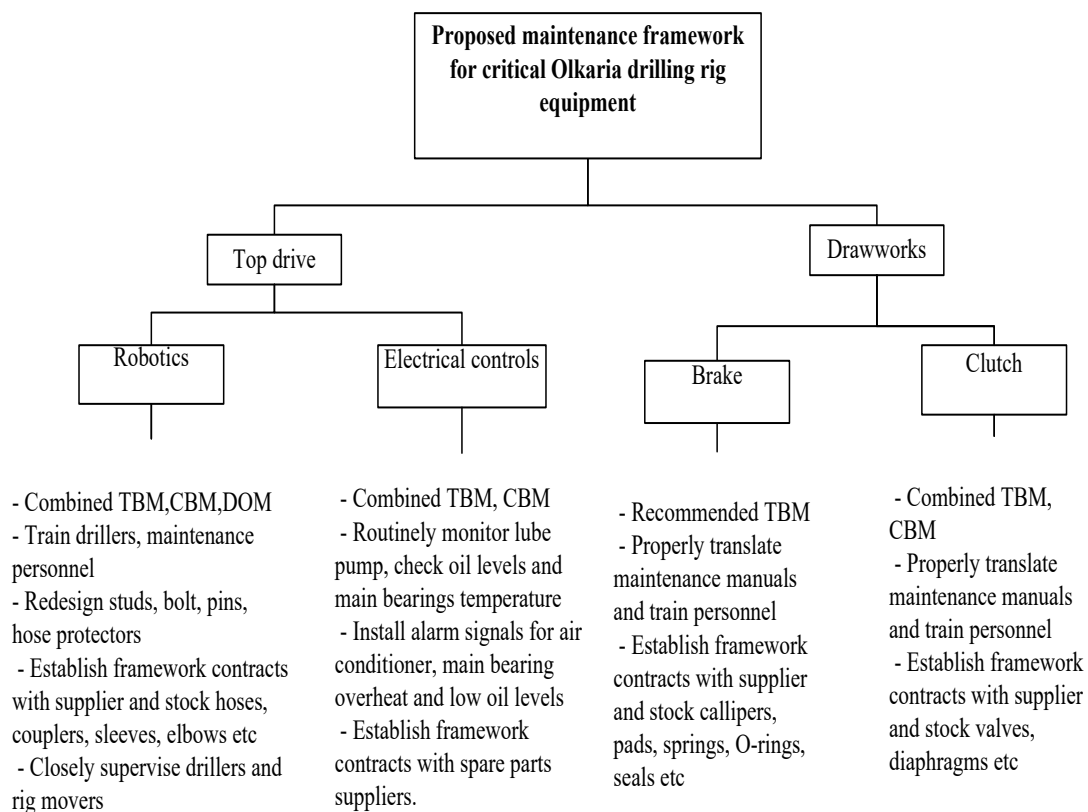 Proposed maintenance framework
for critical Olkaria drilling rig
equipment
Top drive
Drawworks
Robotics
Electrical controls
Brake
Clutch
- Combined TBM,CBM,DOM
- Train drillers, maintenance
personnel
- Redesign studs, bolt, pins,
hose protectors
- Establish framework contracts
with supplier and stock hoses,
couplers, sleeves, elbows etc
- Closely supervise drillers and
rig movers
- Combined TBM, CBM
- Routinely monitor lube
pump, check oil levels and
main bearings temperature
- Install alarm signals for air
conditioner, main bearing
overheat and low oil levels
- Establish framework
contracts with spare parts
suppliers.
- Recommended TBM
- Properly translate
maintenance manuals
and train personnel
- Establish framework
contracts with supplier
and stock callipers,
pads, springs, O-rings,
seals etc
- Combined TBM,
CBM
- Properly translate
maintenance manuals
and train personnel
- Establish framework
contracts with supplier
and stock valves,
diaphragms etc